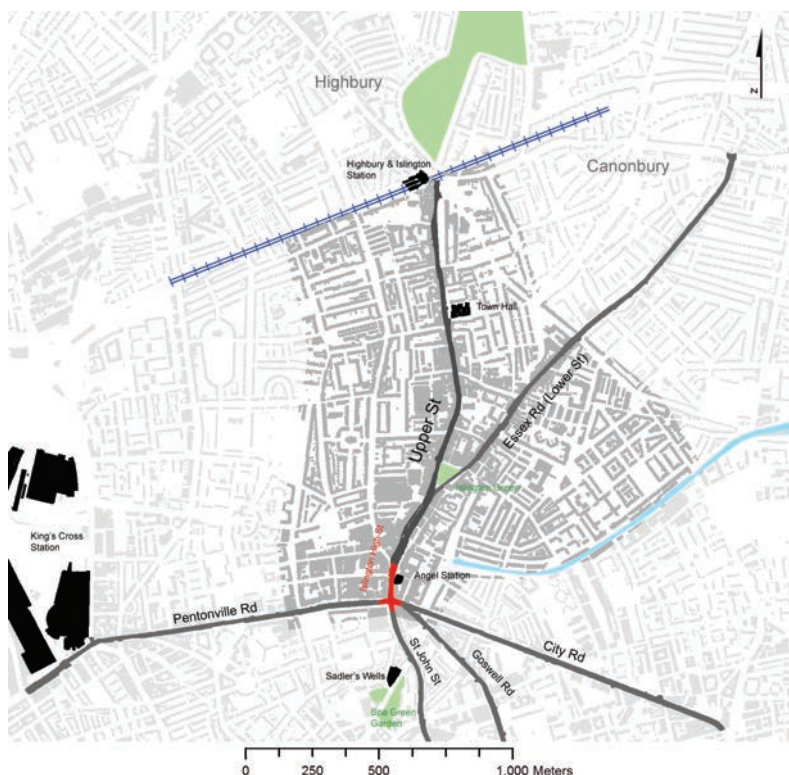 Highbury
N
Highbury & Islington
Station
Canonbury
Town Hall
Essex Rd (Lower St)
Upper St
Islington Green
King's Cross
Station
Islington High St
Angel Station
Pentonville Rd
City Rd
St John St
Goswell Rd
Sadler's Wells
Spa Green
Garden
0 250 500 1.000 Meters